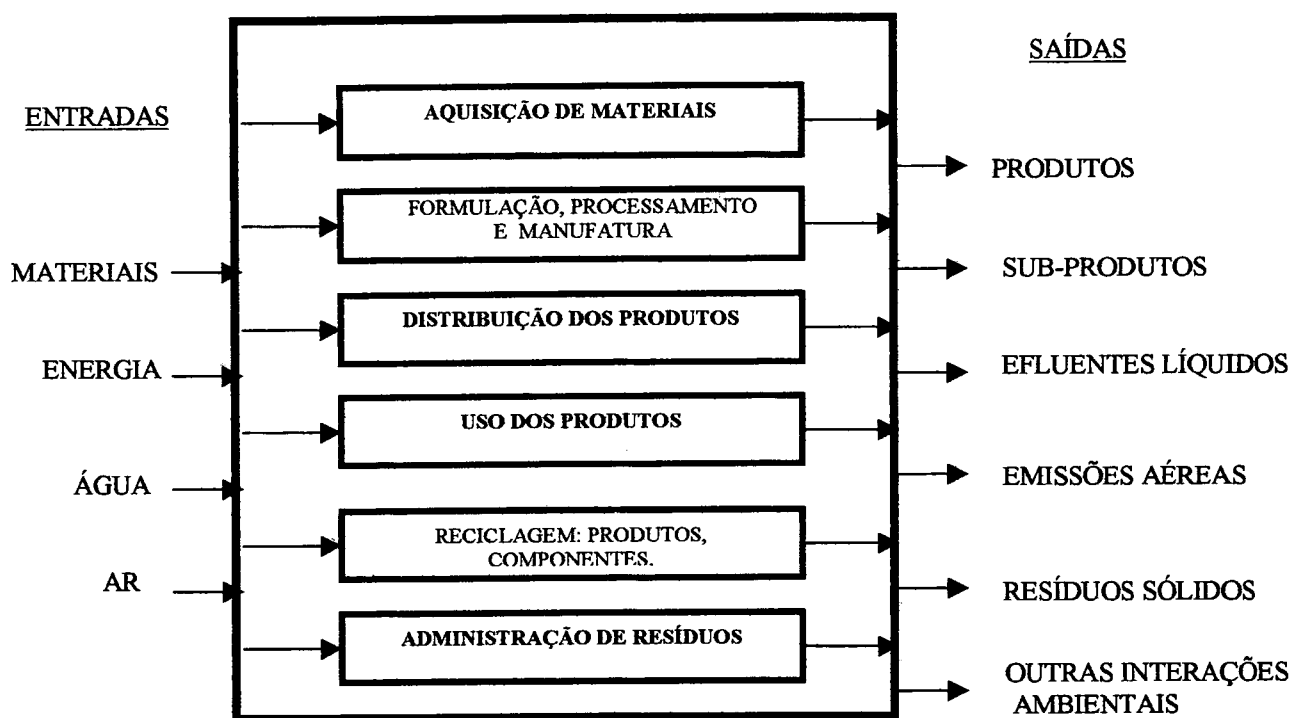 ENTRADAS
MATERIAIS
ENERGIA
ÁGUA
AR
AQUISIÇÃO DE MATERIAIS
FORMULAÇÃO, PROCESSAMENTO
E MANUFATURA
DISTRIBUIÇÃO DOS PRODUTOS
USO DOS PRODUTOS
RECICLAGEM: PRODUTOS,
COMPONENTES.
ADMINISTRAÇÃO DE RESÍDUOS
SAÍDAS
PRODUTOS
SUB-PRODUTOS
EFLUENTES LÍQUIDOS
EMISSÕES AÉREAS
RESÍDUOS SÓLIDOS
OUTRAS INTERAÇÕES
AMBIENTAIS